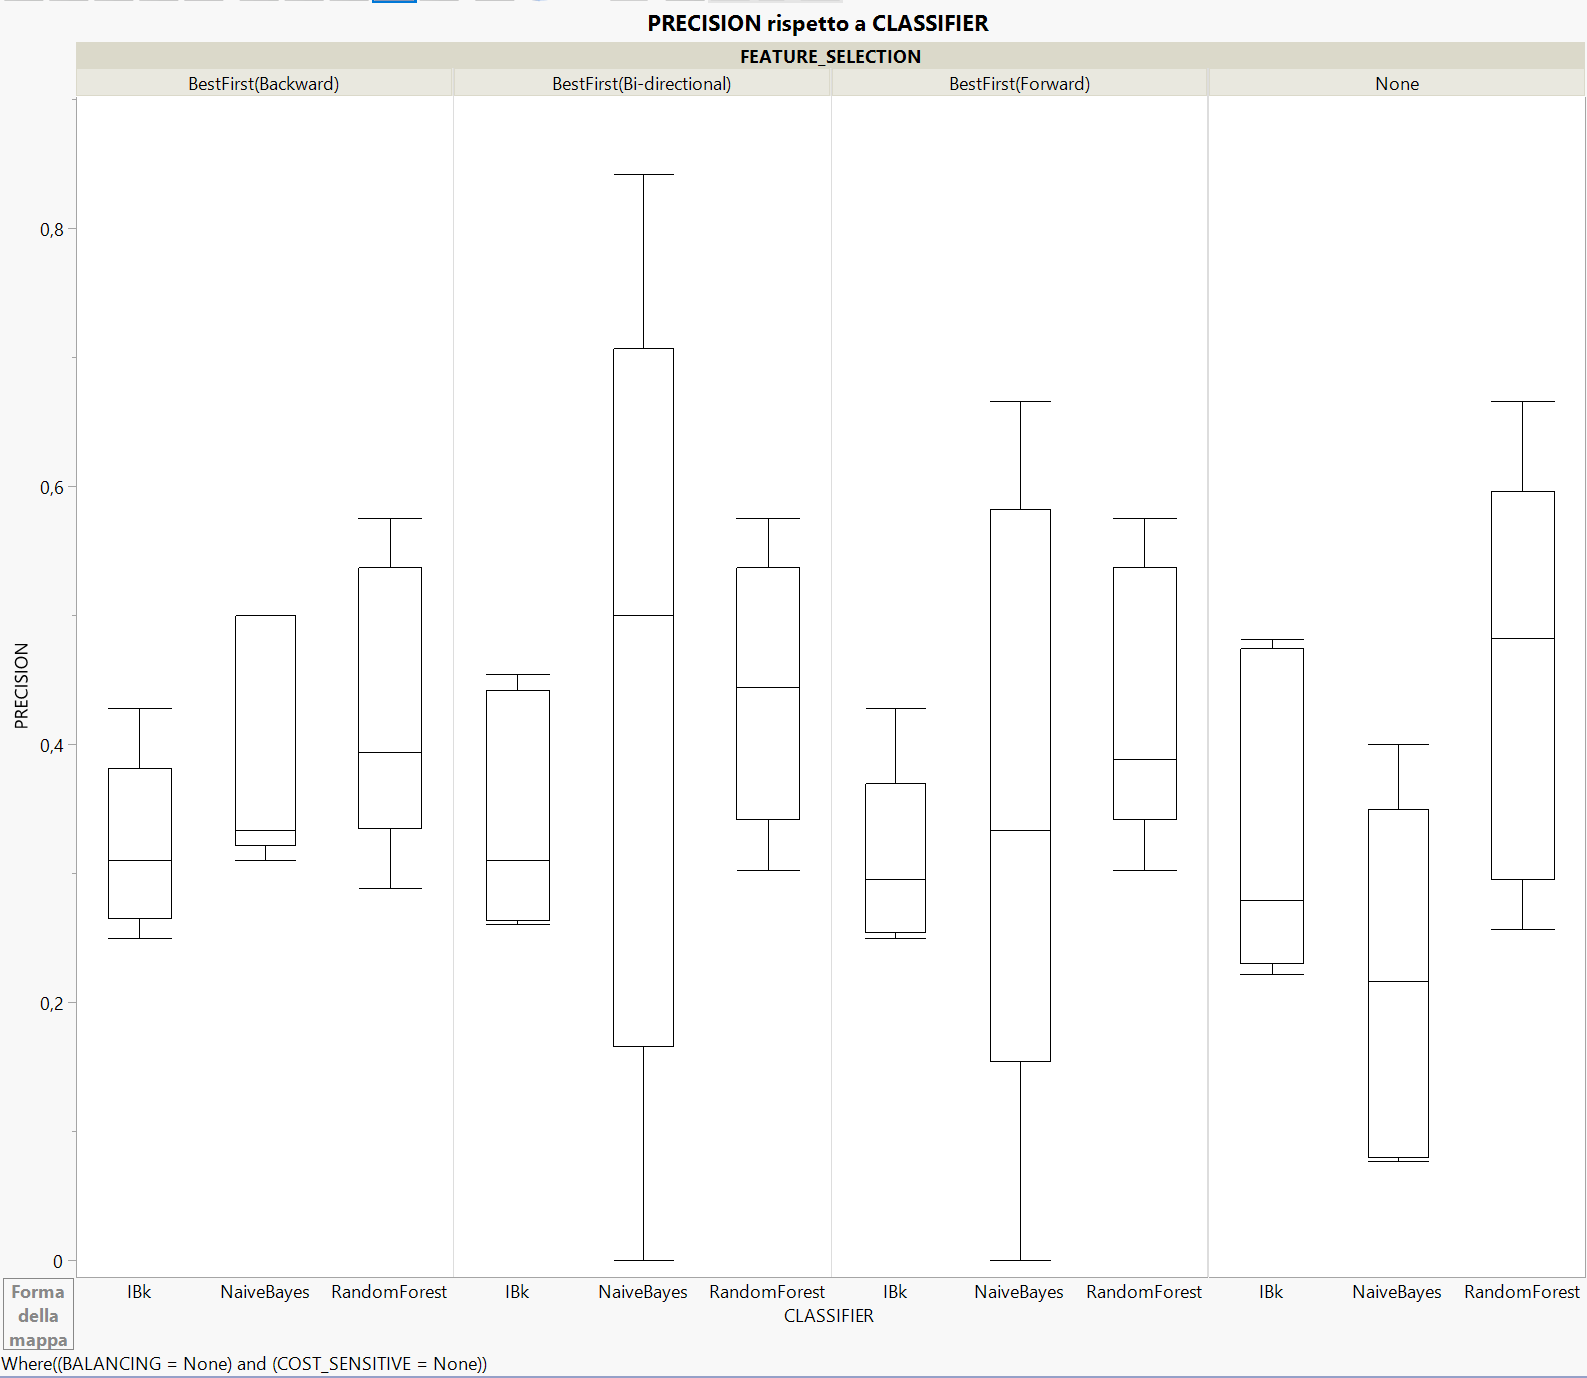 PRECISION rispetto a CLASSIFIER
FEATURE_SELECTION
BestFirst(Backward) BestFirst(Bi-directional) BestFirst(Forward) None
0,8
0,6
PRECISION
0,4
0,2
0
IBk NaiveBayes RandomForest IBk NaiveBayes RandomForest IBk NaiveBayes RandomForest IBk NaiveBayes RandomForest
CLASSIFIER
Forma
della
mappa
Where((BALANCING = None) and (COST_SENSITIVE = None))